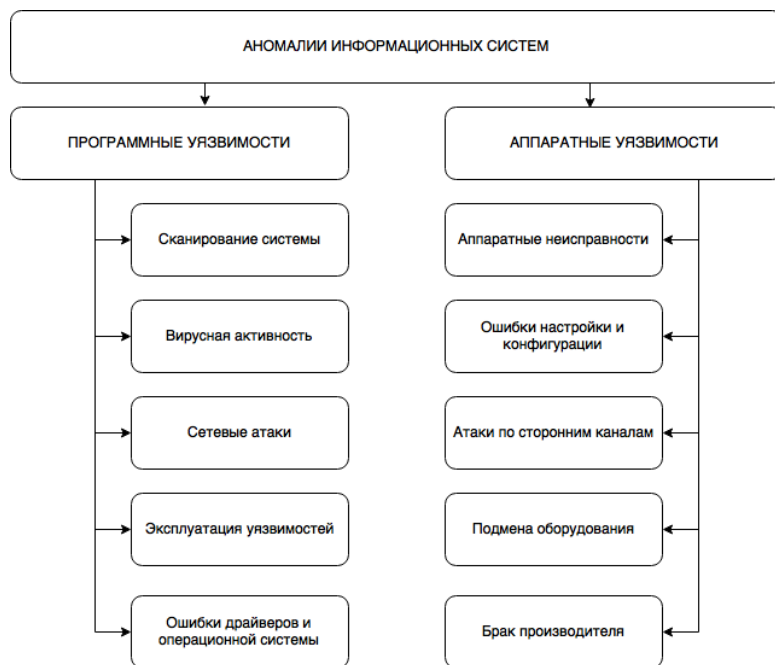 АНОМАЛИИ ИНФОРМАЦИОННЫХ СИСТЕМ
ПРОГРАММНЫЕ УЯЗВИМОСТИ
Сканирование системы
Вирусная активность
Сетевые атаки
Эксплуатация уязвимостей
Ошибки драйверов и
операционной системы
АППАРАТНЫЕ УЯЗВИМОСТИ
Аппаратные неисправности
Ошибки настройки и
конфигурации
Атаки по сторонним каналам
Подмена оборудования
Брак производителя